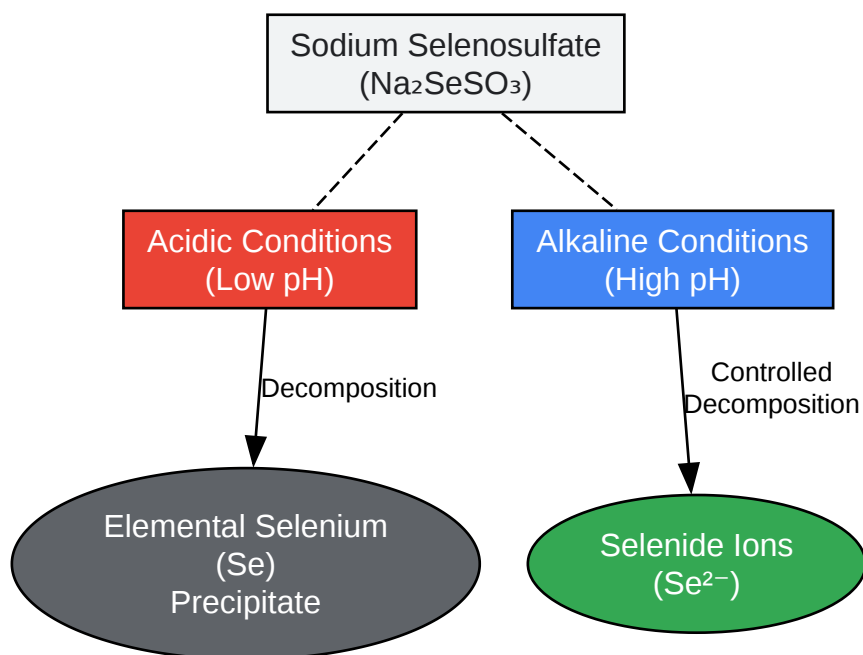 Sodium Selenosulfate
(Na₂SeSO₃)
Acidic Conditions
(Low pH)
Alkaline Conditions
(High pH)
Decomposition
Controlled
Decomposition
Elemental Selenium
(Se)
Precipitate
Selenide Ions
(Se²⁻)